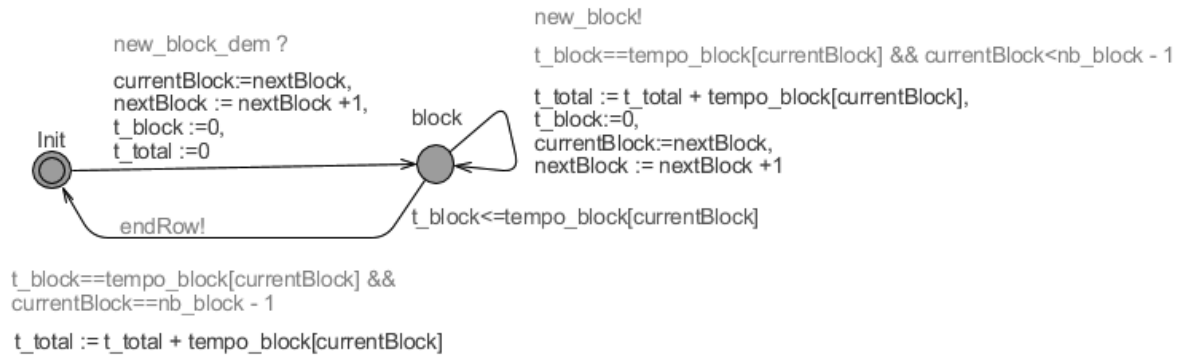 new_block!
new_block_dem ?
t_block==tempo_block[currentBlock] && currentBlock<nb_block - 1
currentBlock:=nextBlock,
nextBlock := nextBlock +1,
t_block :=0,
t_total :=0
t_total := t_total + tempo_block[currentBlock],
t_block:=0,
currentBlock:=nextBlock,
nextBlock := nextBlock +1
block
Init
t_block<=tempo_block[currentBlock]
endRow!
t_block==tempo_block[currentBlock] &&
currentBlock==nb_block - 1
t_total := t_total + tempo_block[currentBlock]